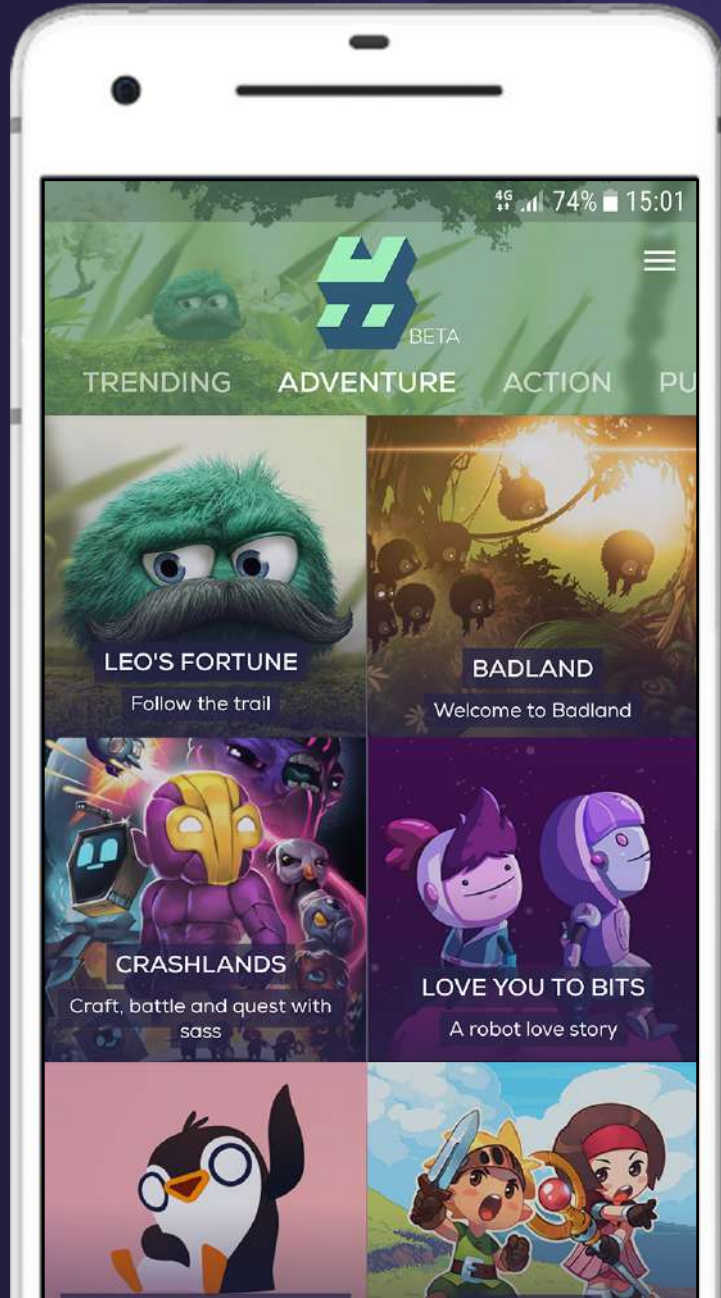 4G 74% 15:01
BETA
TRENDING ADVENTURE ACTION PU
LEO'S FORTUNE
Follow the trail
BADLAND
Welcome to Badland
CRASHLANDS
Craft, battle and quest with
sass
LOVE YOU TO BITS
A robot love story